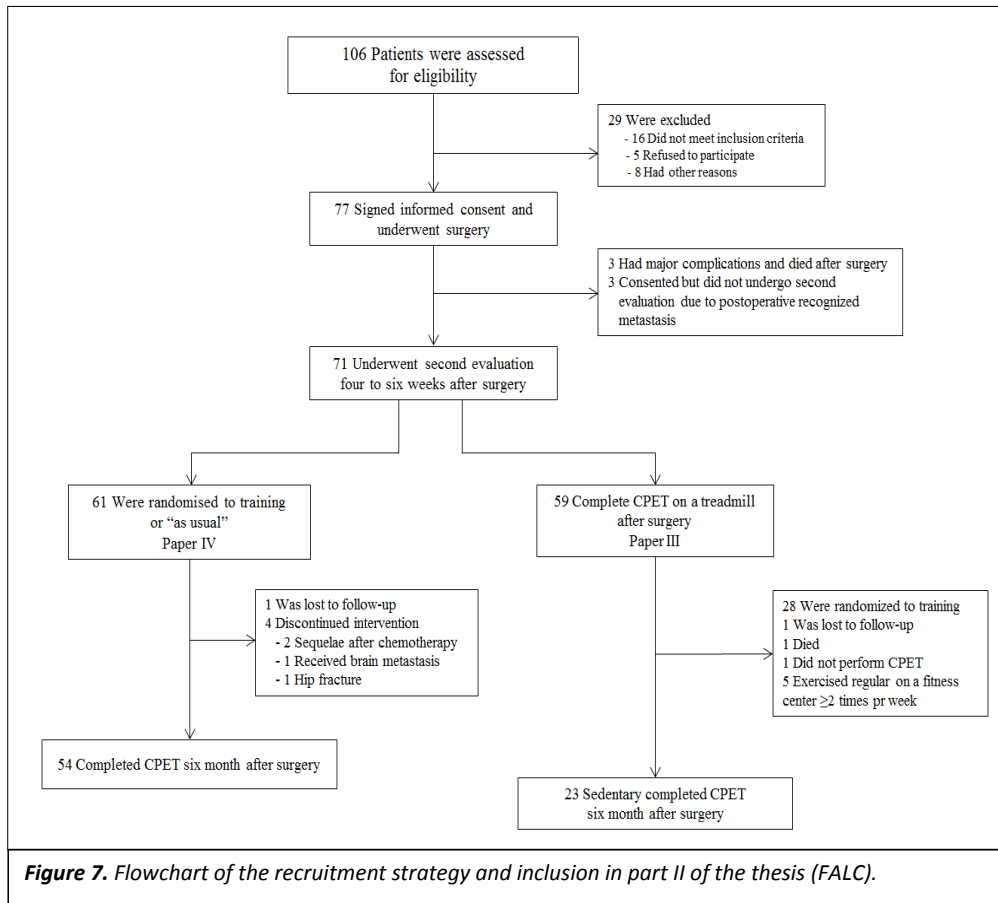 106 Patients were assessed
for eligibility
29 Were excluded
- 16 Did not meet inclusion criteria
- 5 Refused to participate
- 8 Had other reasons
77 Signed informed consent and
underwent surgery
3 Had major complications and died after surgery
3 Consented but did not undergo second
evaluation due to postoperative recognized
metastasis
71 Underwent second evaluation
four to six weeks after surgery
61 Were randomised to training
or “as usual”
Paper IV
59 Complete CPET on a treadmill
after surgery
Paper III
1 Was lost to follow-up
4 Discontinued intervention
- 2 Sequelae after chemotherapy
- 1 Received brain metastasis
- 1 Hip fracture
28 Were randomized to training
1 Was lost to follow-up
1 Died
1 Did not perform CPET
5 Exercised regular on a fitness
center ≥2 times pr week
54 Completed CPET six month after surgery
23 Sedentary completed CPET
six month after surgery
Figure 7. Flowchart of the recruitment strategy and inclusion in part II of the thesis (FALC).